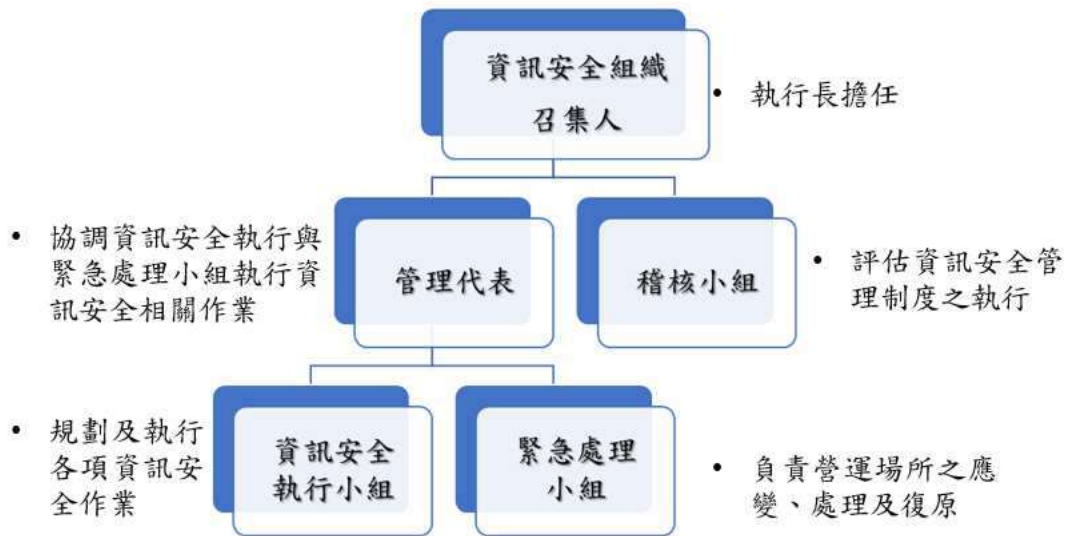 資訊安全組織
召集人
• 執行長擔任
• 協調資訊安全執行與
緊急處理小組執行資
訊安全相關作業
管理代表
稽核小組
• 評估資訊安全管
理制度之執行
• 規劃及執行
各項資訊安
全作業
資訊安全
執行小組
緊急處理
小組
• 負責營運場所之應
變、處理及復原